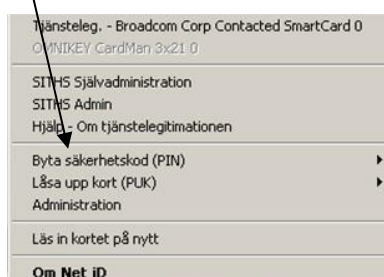 Tjänsteleg. - Broadcom Corp Contacted SmartCard 0
OMNIKEY CardMan 3x21 0
SITHS Självadministration
SITHS Admin
Hjälp - Om tjänstelegitimationen
Byta säkerhetskod (PIN)
Låsa upp kort (PUK)
Administration
Läs in kortet på nytt
Om Net iD